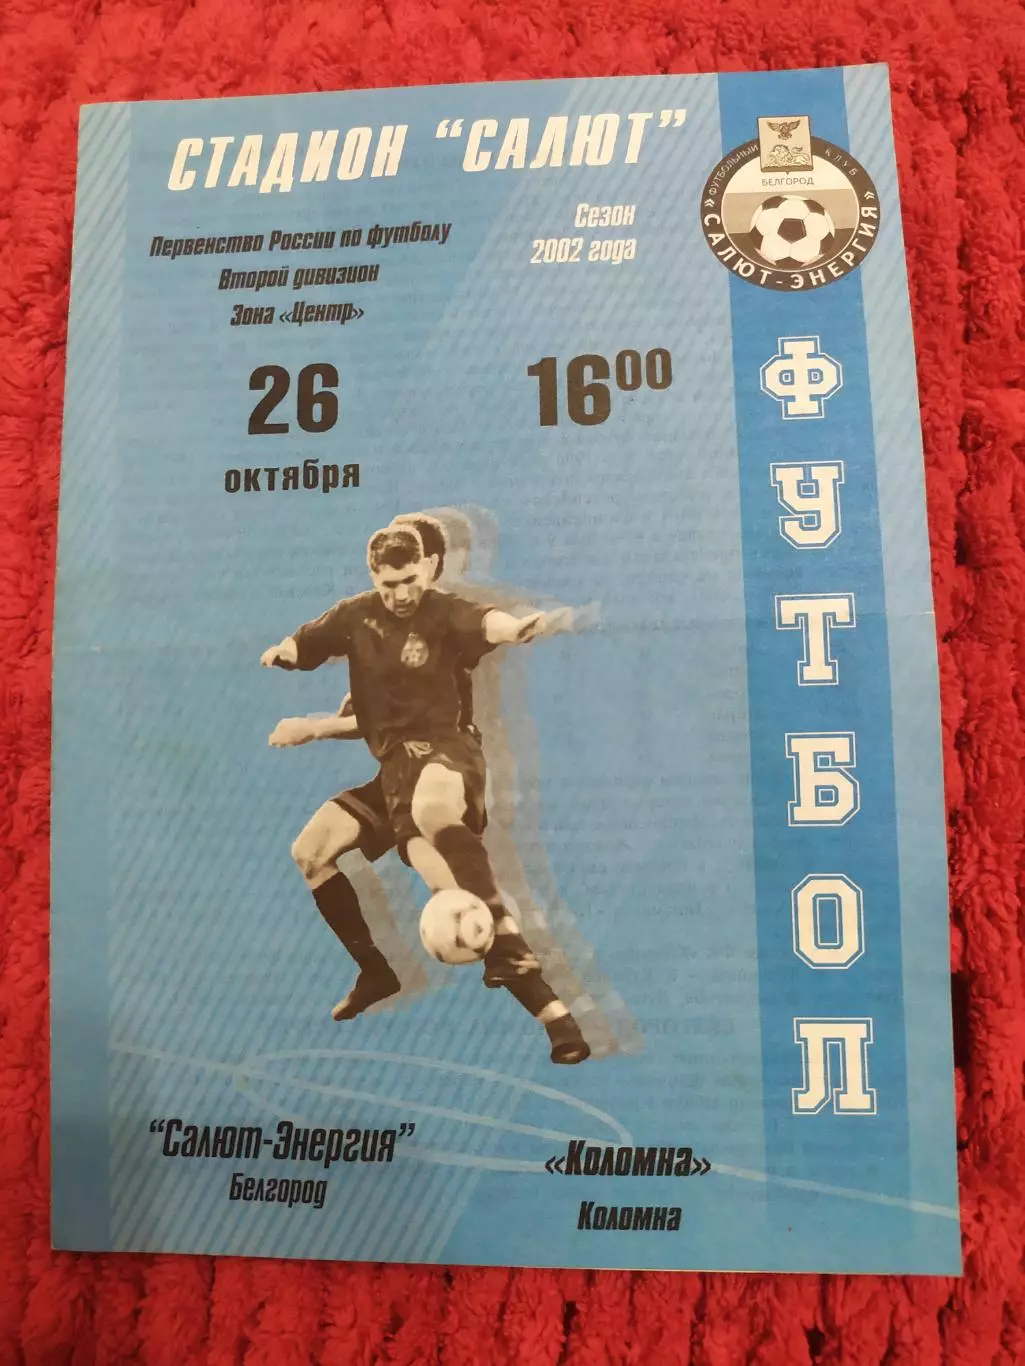 СТАДИОН "САЛЮТ"
Первенство России по футболу
Второй дивизион
Зона «Центр»
Сезон
2002 года
ФУТБОЛЬНЫЙ КЛУБ
БЕЛГОРОД
«САЛЮТ-ЭНЕРГИЯ»
26
октября
16⁰⁰
ФУТБОЛ
"Салют-Энергия"
Белгород
«Коломна»
Коломна